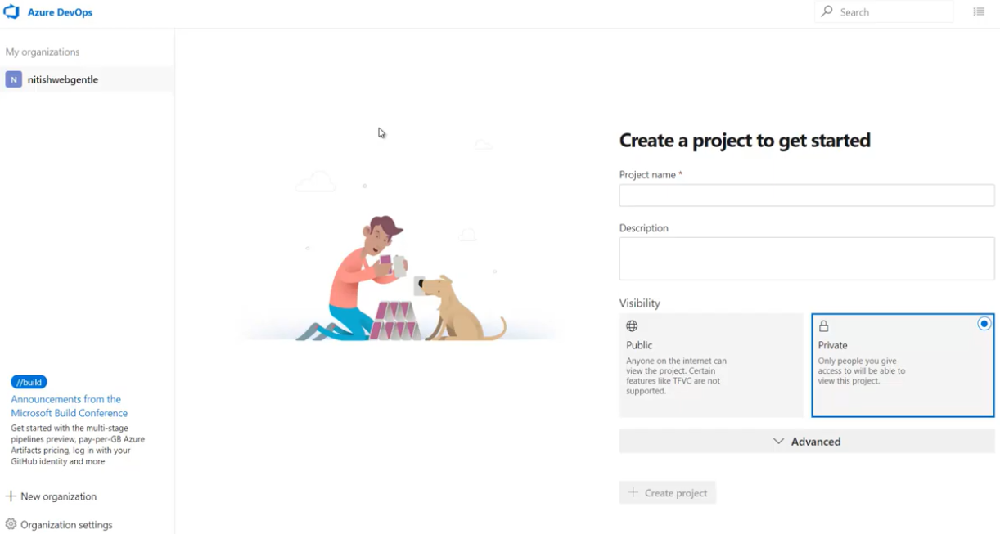 Azure DevOps
Search
My organizations
N nitishwebgentle
Create a project to get started
Project name *
Description
Visibility
Public
Anyone on the internet can
view the project. Certain
features like TFVC are not
supported.
Private
Only people you give
access to will be able to
view this project.
Advanced
+ Create project
//build
Announcements from the
Microsoft Build Conference
Get started with the multi-stage
pipelines preview, pay-per-GB Azure
Artifacts pricing, log in with your
GitHub identity and more
+ New organization
Organization settings